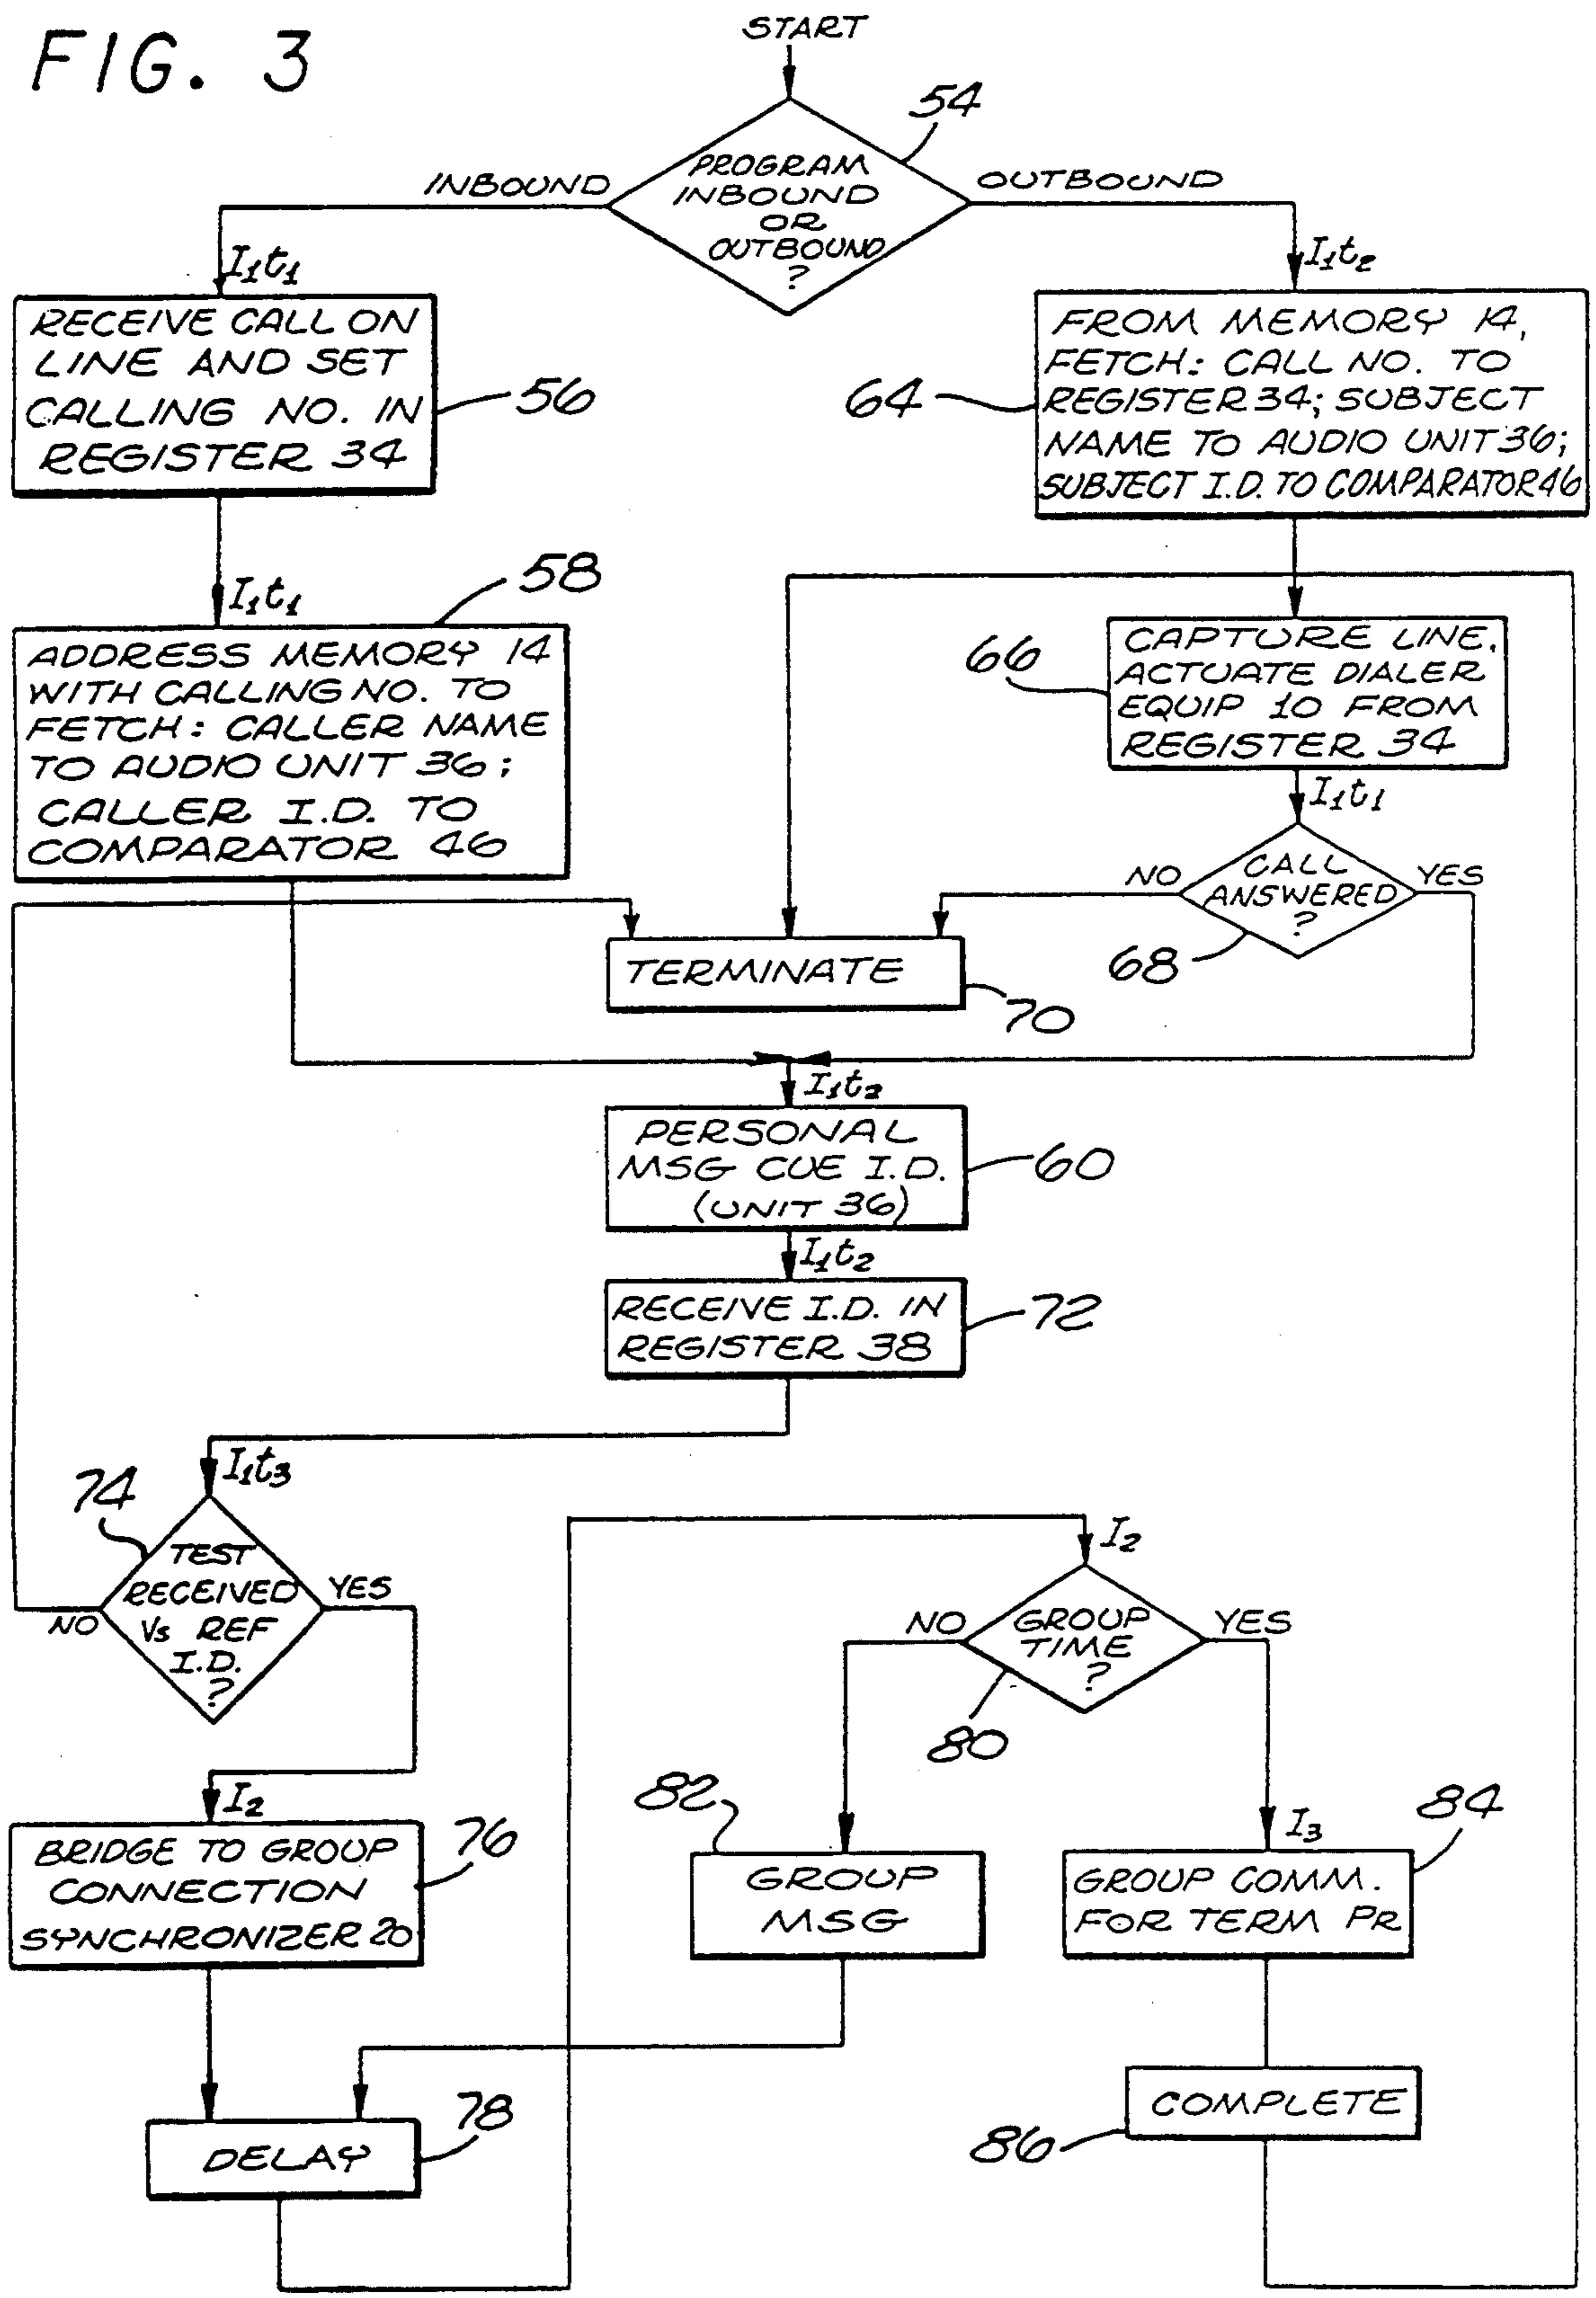 FIG. 3
START
54
PROGRAM
INBOUND
OR
OUTBOUND
?
INBOUND
OUTBOUND
I₁t₁
I₁t₂
RECEIVE CALL ON
LINE AND SET
CALLING NO. IN
REGISTER 34
56
64
FROM MEMORY 14,
FETCH: CALL NO. TO
REGISTER 34; SUBJECT
NAME TO AUDIO UNIT 36;
SUBJECT I.D. TO COMPARATOR 46
I₁t₁
58
ADDRESS MEMORY 14
WITH CALLING NO. TO
FETCH: CALLER NAME
TO AUDIO UNIT 36;
CALLER I.D. TO
COMPARATOR 46
66
CAPTURE LINE,
ACTUATE DIALER
EQUIP 10 FROM
REGISTER 34
I₁t₁
NO
CALL
ANSWERED
?
YES
68
TERMINATE
70
I₁t₂
PERSONAL
MSG CUE I.D.
(UNIT 36)
60
I₁t₂
RECEIVE I.D. IN
REGISTER 38
72
I₁t₃
74
TEST
RECEIVED
Vs REF
I.D.
?
NO
YES
I₂
BRIDGE TO GROUP
CONNECTION
SYNCHRONIZER 20
76
DELAY
78
I₂
NO
GROUP
TIME
?
YES
80
82
GROUP
MSG
I₃
84
GROUP COMM.
FOR TERM PR
COMPLETE
86